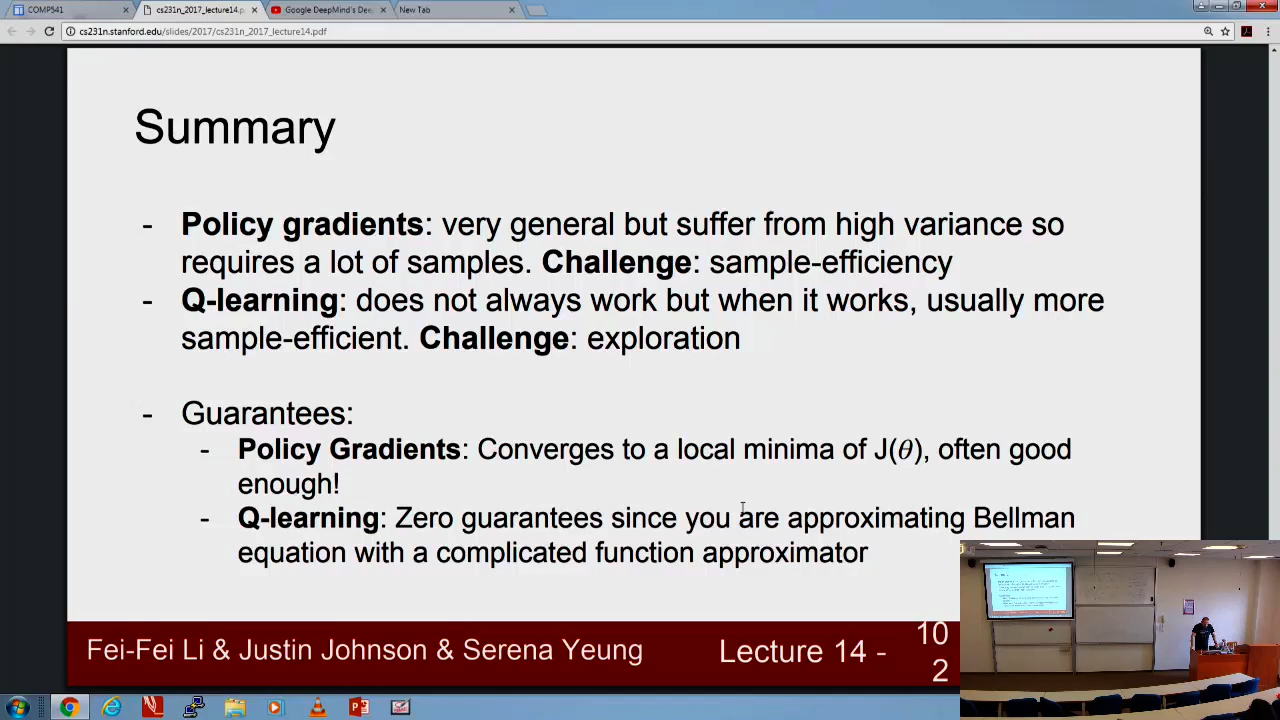 COMP541
cs231n_2017_lecture14.p
Google DeepMind's Dee
New Tab
cs231n.stanford.edu/slides/2017/cs231n_2017_lecture14.pdf
Summary
- Policy gradients: very general but suffer from high variance so
requires a lot of samples. Challenge: sample-efficiency
- Q-learning: does not always work but when it works, usually more
sample-efficient. Challenge: exploration
- Guarantees:
- Policy Gradients: Converges to a local minima of J(𝜃), often good
enough!
- Q-learning: Zero guarantees since you are approximating Bellman
equation with a complicated function approximator
Fei-Fei Li & Justin Johnson & Serena Yeung
Lecture 14 -
10
2